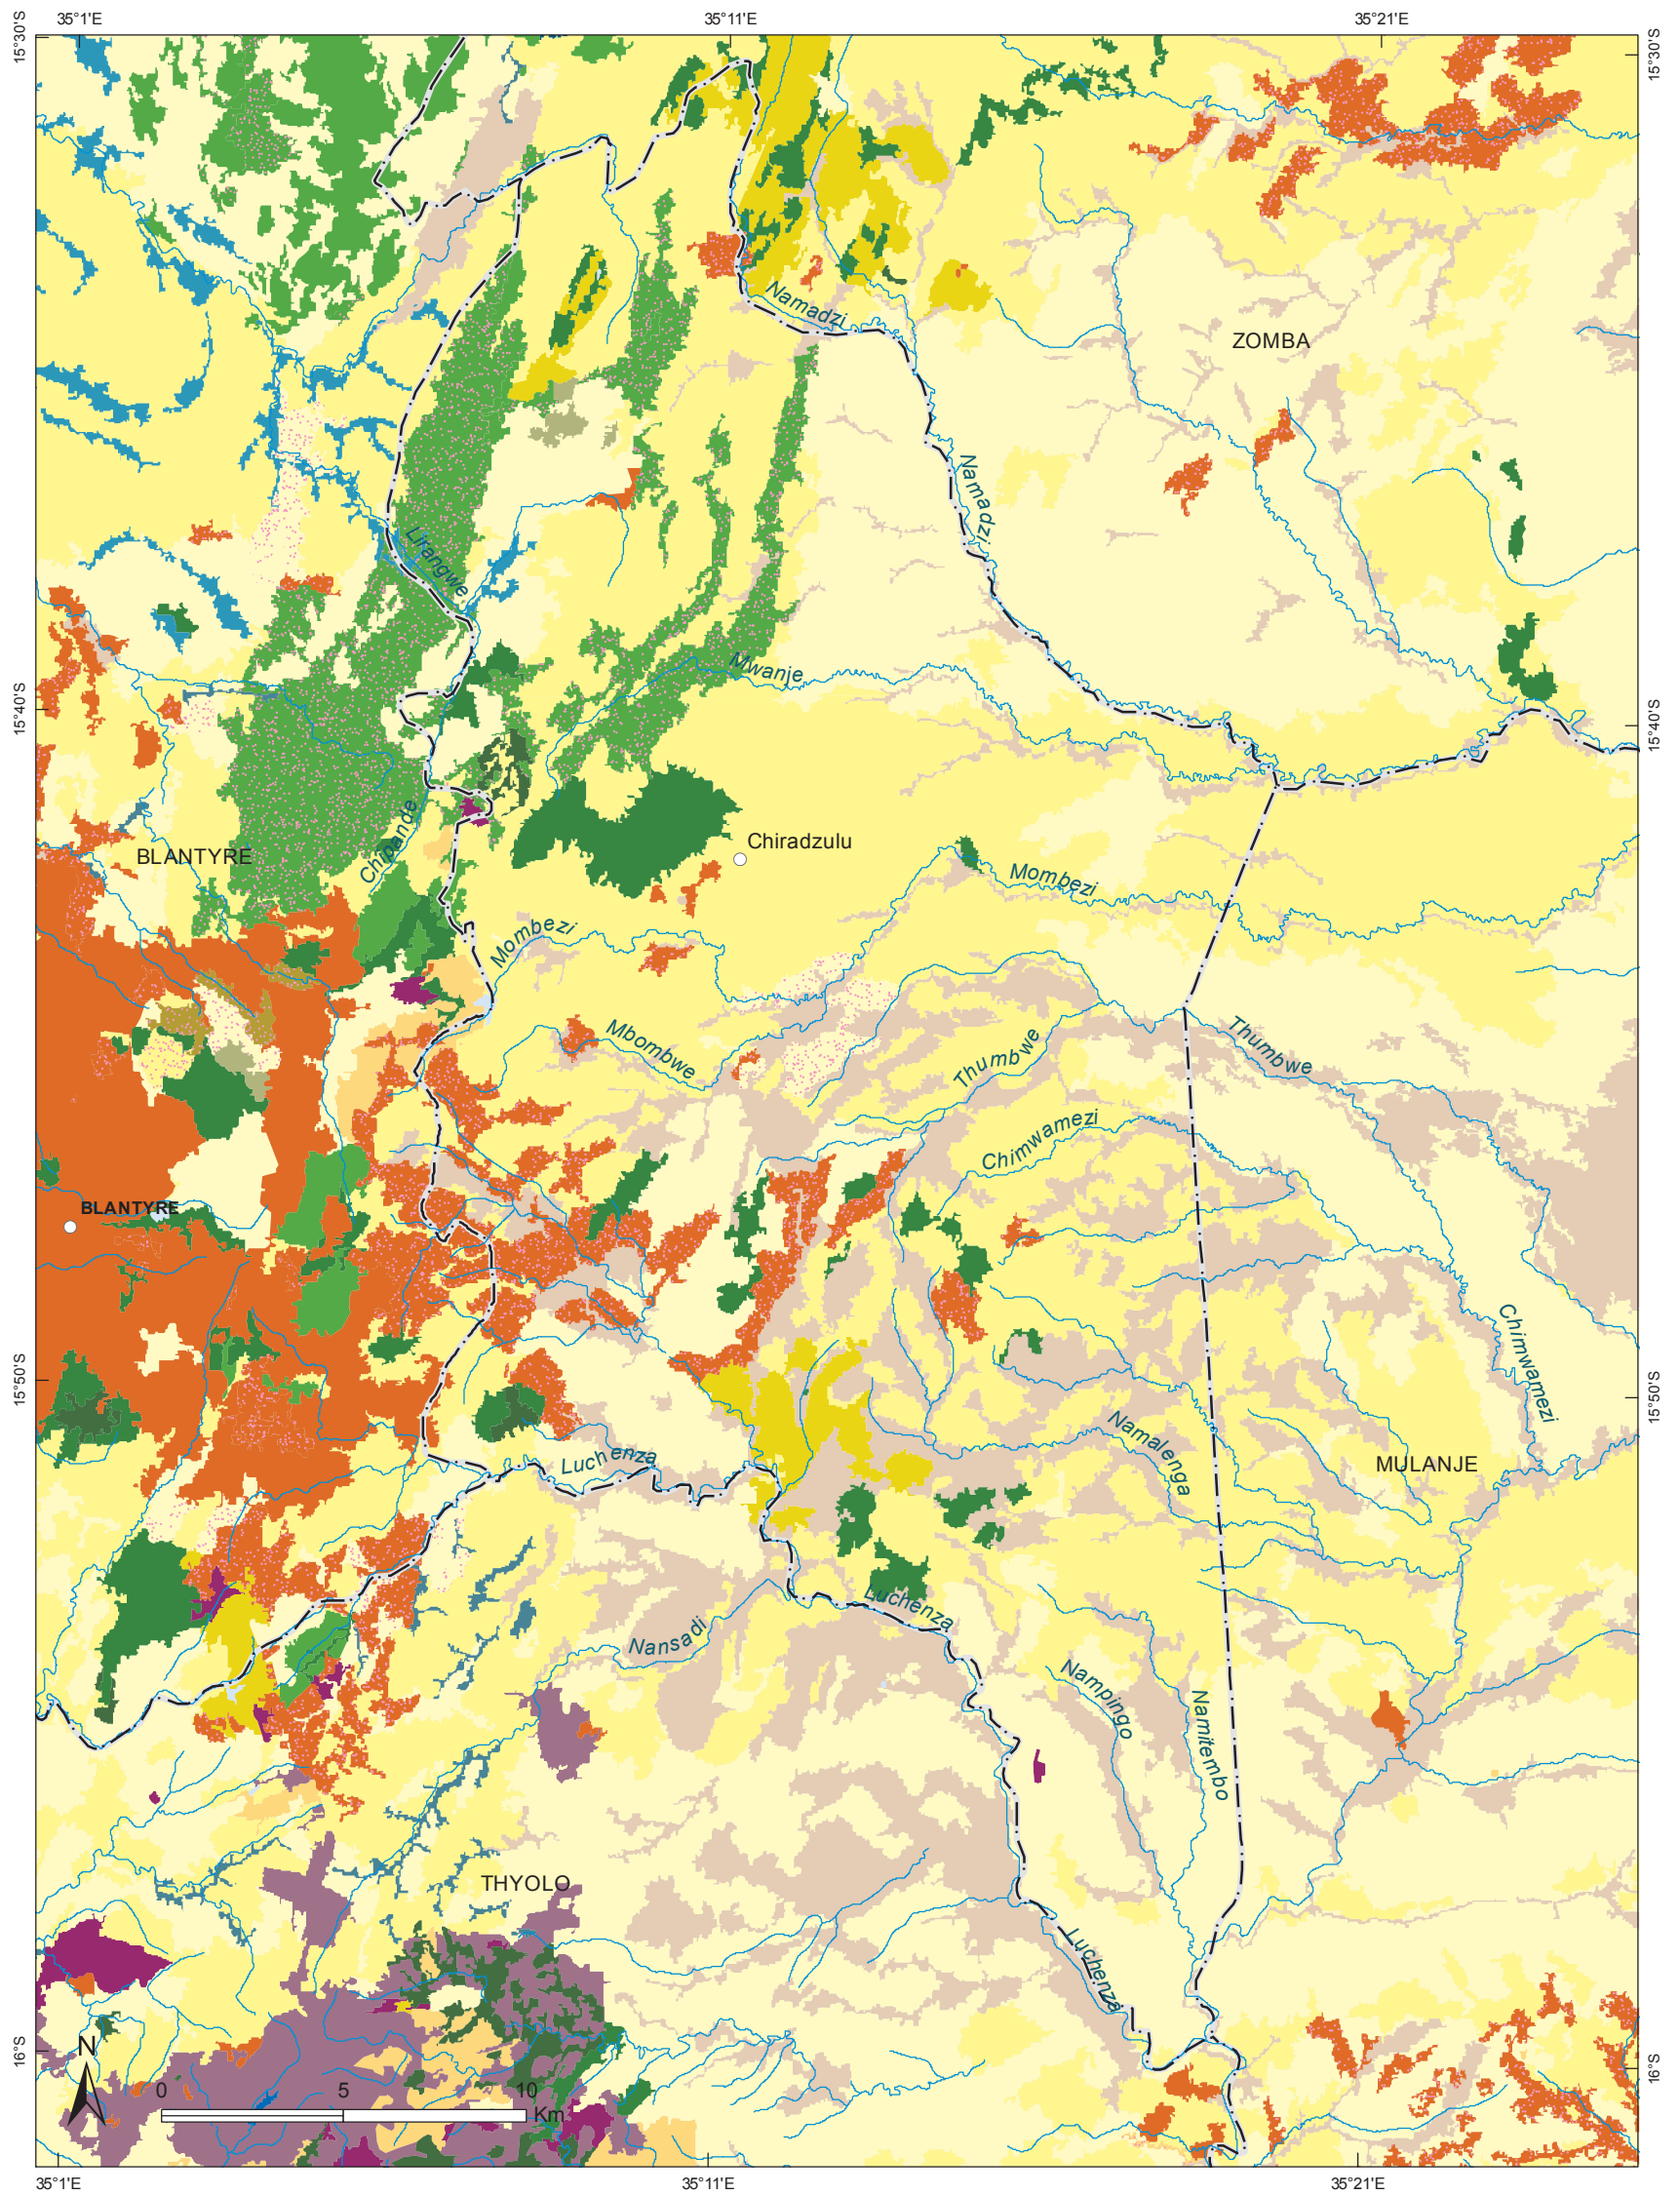 35°1'E
35°11'E
35°21'E
15°30'S
15°30'S
Namadzi
ZOMBA
Namadzi
Lirangwe
Mwanje
15°40'S
15°40'S
Chiradzulu
BLANTYRE
Chipande
Mombezi
Mombezi
Mbombwe
Thumbwe
Thumbwe
Chimwamezi
BLANTYRE
Chimwamezi
15°50'S
15°50'S
Luchenza
Namalenga
MULANJE
Luchenza
Nansadi
Nampingo
Namitembo
THYOLO
Luchenza
N
16°S
16°S
0 5 10
Km
35°1'E
35°11'E
35°21'E